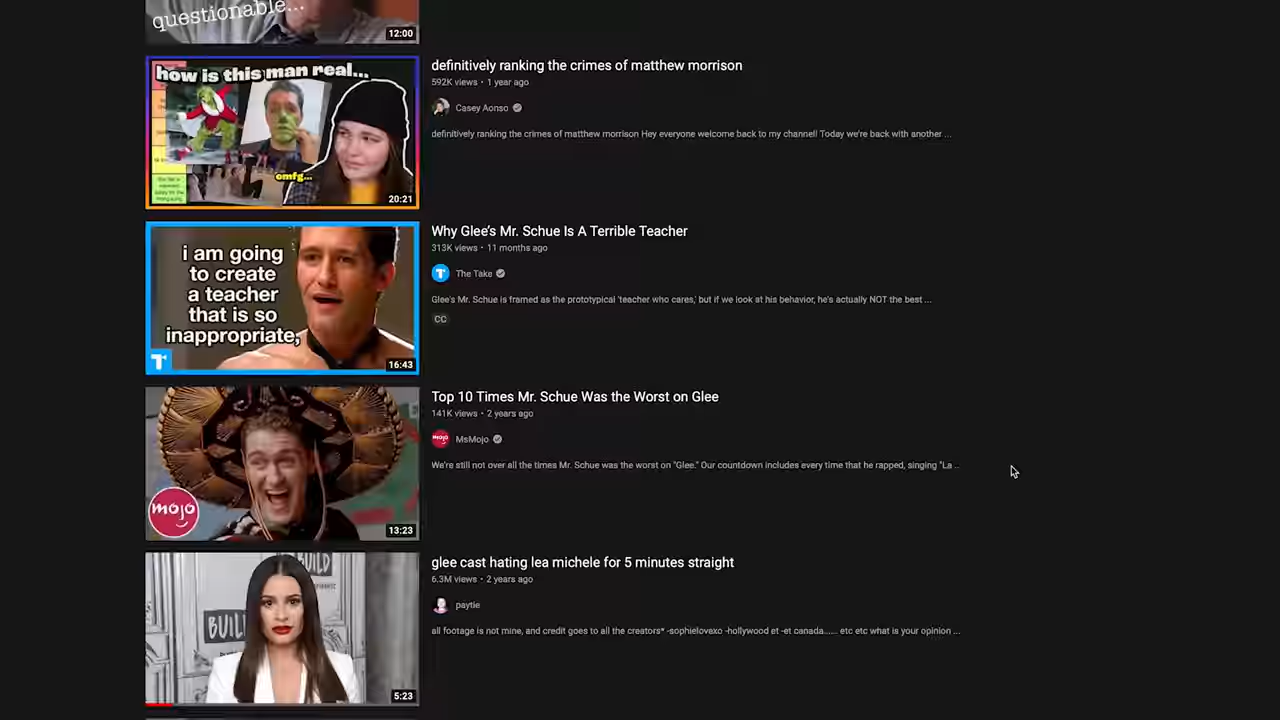 questionable...
12:00
how is this man real...
omfg...
20:21
definitively ranking the crimes of matthew morrison
592K views • 1 year ago
Casey Aonso
definitively ranking the crimes of matthew morrison Hey everyone welcome back to my channel! Today we're back with another ...
i am going
to create
a teacher
that is so
inappropriate,
T
16:43
Why Glee's Mr. Schue Is A Terrible Teacher
313K views • 11 months ago
The Take
Glee's Mr. Schue is framed as the prototypical 'teacher who cares,' but if we look at his behavior, he's actually NOT the best ...
CC
mojo
13:23
Top 10 Times Mr. Schue Was the Worst on Glee
141K views • 2 years ago
mojo
MsMojo
We're still not over all the times Mr. Schue was the worst on "Glee." Our countdown includes every time that he rapped, singing "La ...
BUILD
BUIL
5:23
glee cast hating lea michele for 5 minutes straight
6.3M views • 2 years ago
paytie
all footage is not mine, and credit goes to all the creators* -sophielovexo -hollywood et -et canada...... etc etc what is your opinion ...